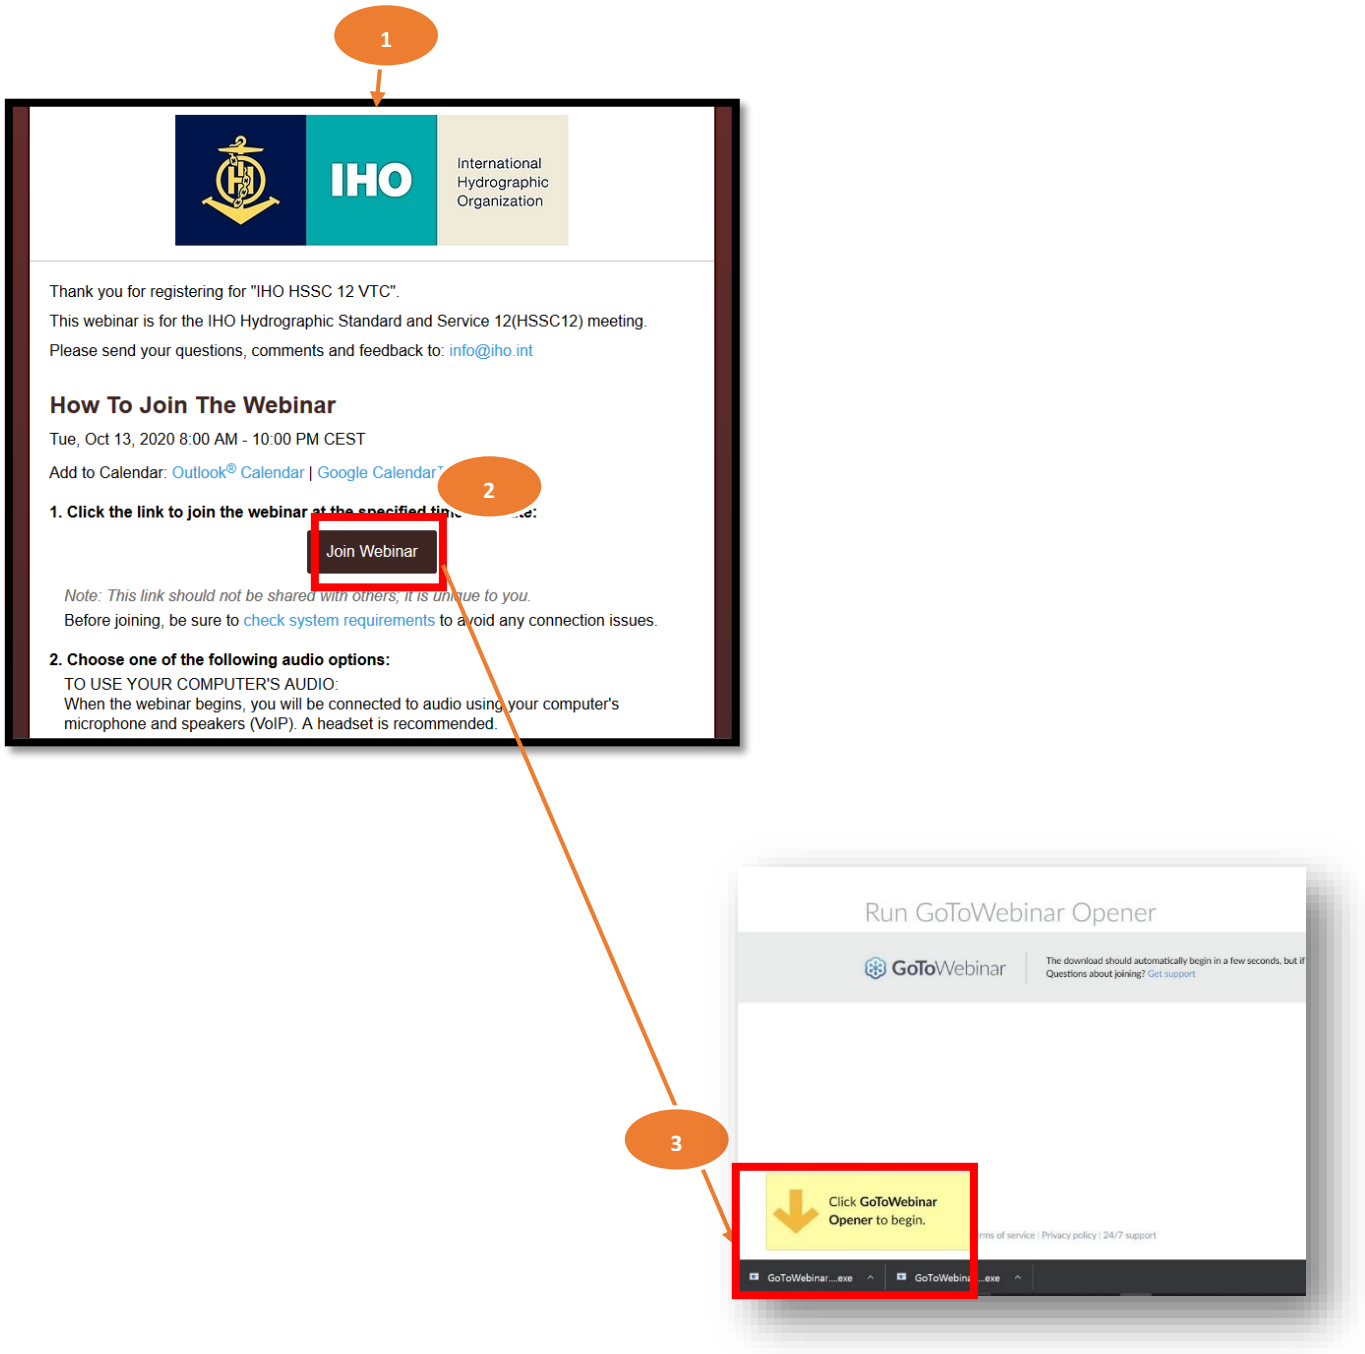 1
IHO
International
Hydrographic
Organization
Thank you for registering for "IHO HSSC 12 VTC".
This webinar is for the IHO Hydrographic Standard and Service 12(HSSC12) meeting.
Please send your questions, comments and feedback to: info@iho.int
How To Join The Webinar
Tue, Oct 13, 2020 8:00 AM - 10:00 PM CEST
Add to Calendar: Outlook® Calendar | Google Calendar
2
1. Click the link to join the webinar at the specified
Join Webinar
Note: This link should not be shared with others; it is unique to you.
Before joining, be sure to check system requirements to avoid any connection issues.
2. Choose one of the following audio options:
TO USE YOUR COMPUTER'S AUDIO:
When the webinar begins, you will be connected to audio using your computer's
microphone and speakers (VoIP). A headset is recommended.
Run GoToWebinar Opener
GoToWebinar
The download should automatically begin in a few seconds, but if
Questions about joining? Get support
3
Click GoToWebinar
Opener to begin.
of service | Privacy policy | 24/7 support
GoToWebinar....exe
GoToWebina...exe